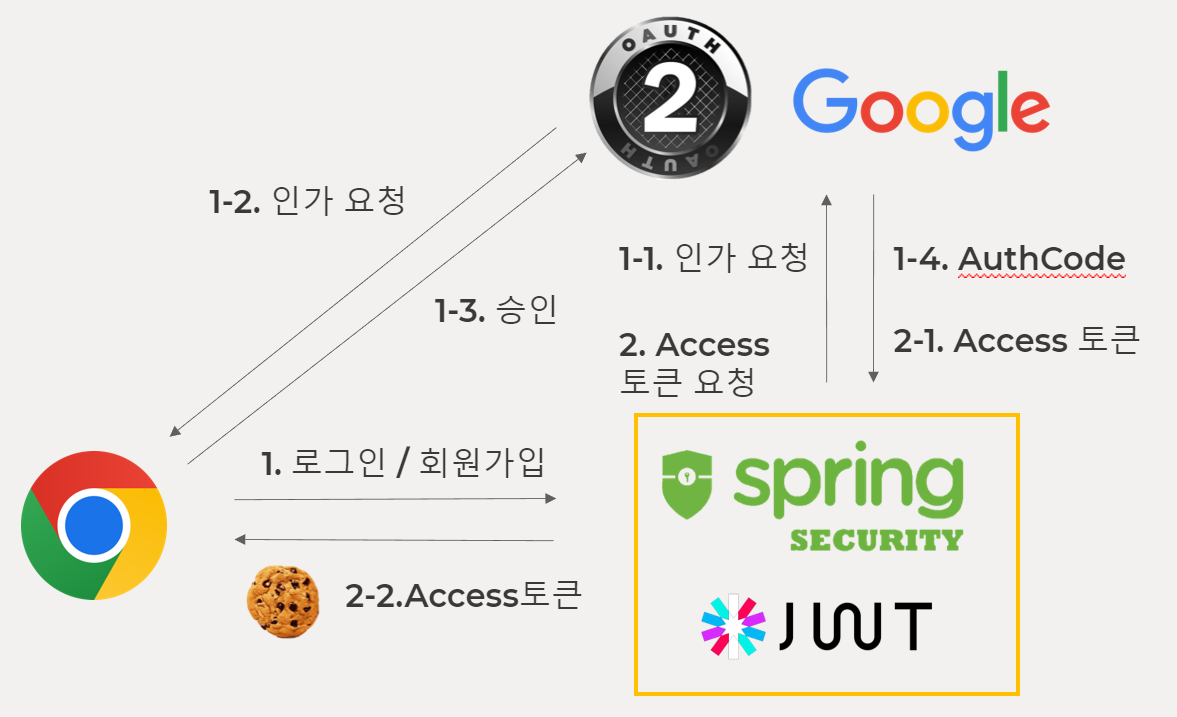 OAUTH
2
OAUTH
Google
1-2. 인가 요청
1-1. 인가 요청
1-4. AuthCode
1-3. 승인
2. Access
토큰 요청
2-1. Access 토큰
1. 로그인 / 회원가입
spring
SECURITY
2-2.Access토큰
JWT